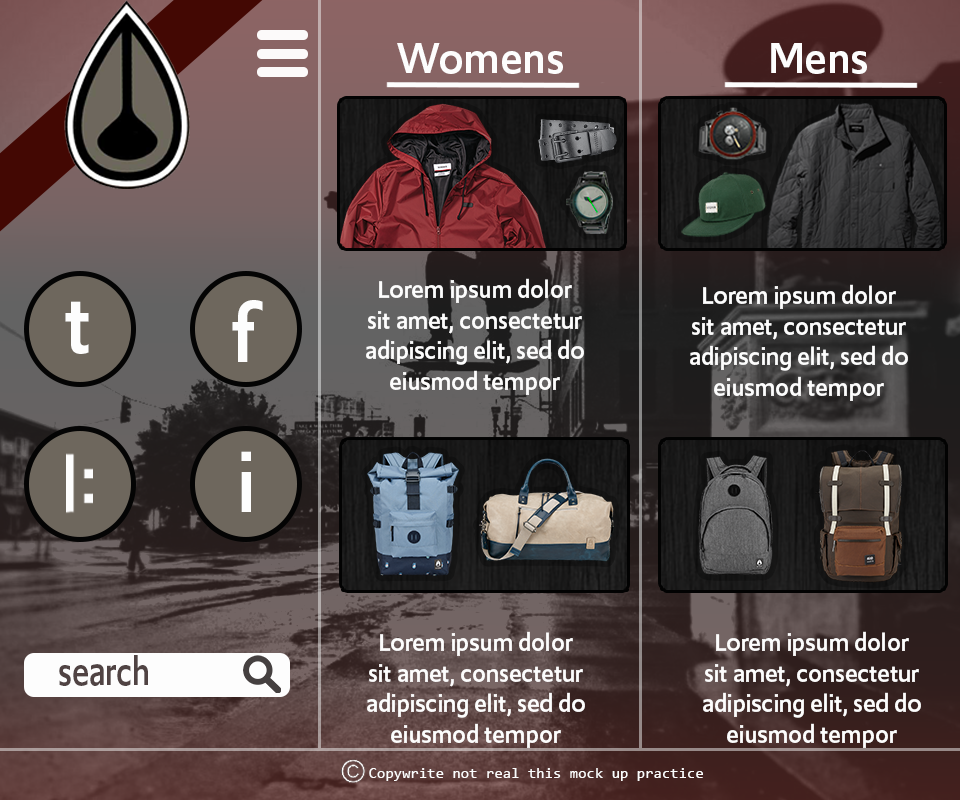 Womens
Mens
t
f
|:
i
search
Lorem ipsum dolor
sit amet, consectetur
adipiscing elit, sed do
eiusmod tempor
Lorem ipsum dolor
sit amet, consectetur
adipiscing elit, sed do
eiusmod tempor
Lorem ipsum dolor
sit amet, consectetur
adipiscing elit, sed do
eiusmod tempor
Lorem ipsum dolor
sit amet, consectetur
adipiscing elit, sed do
eiusmod tempor
© Copywrite not real this mock up practice